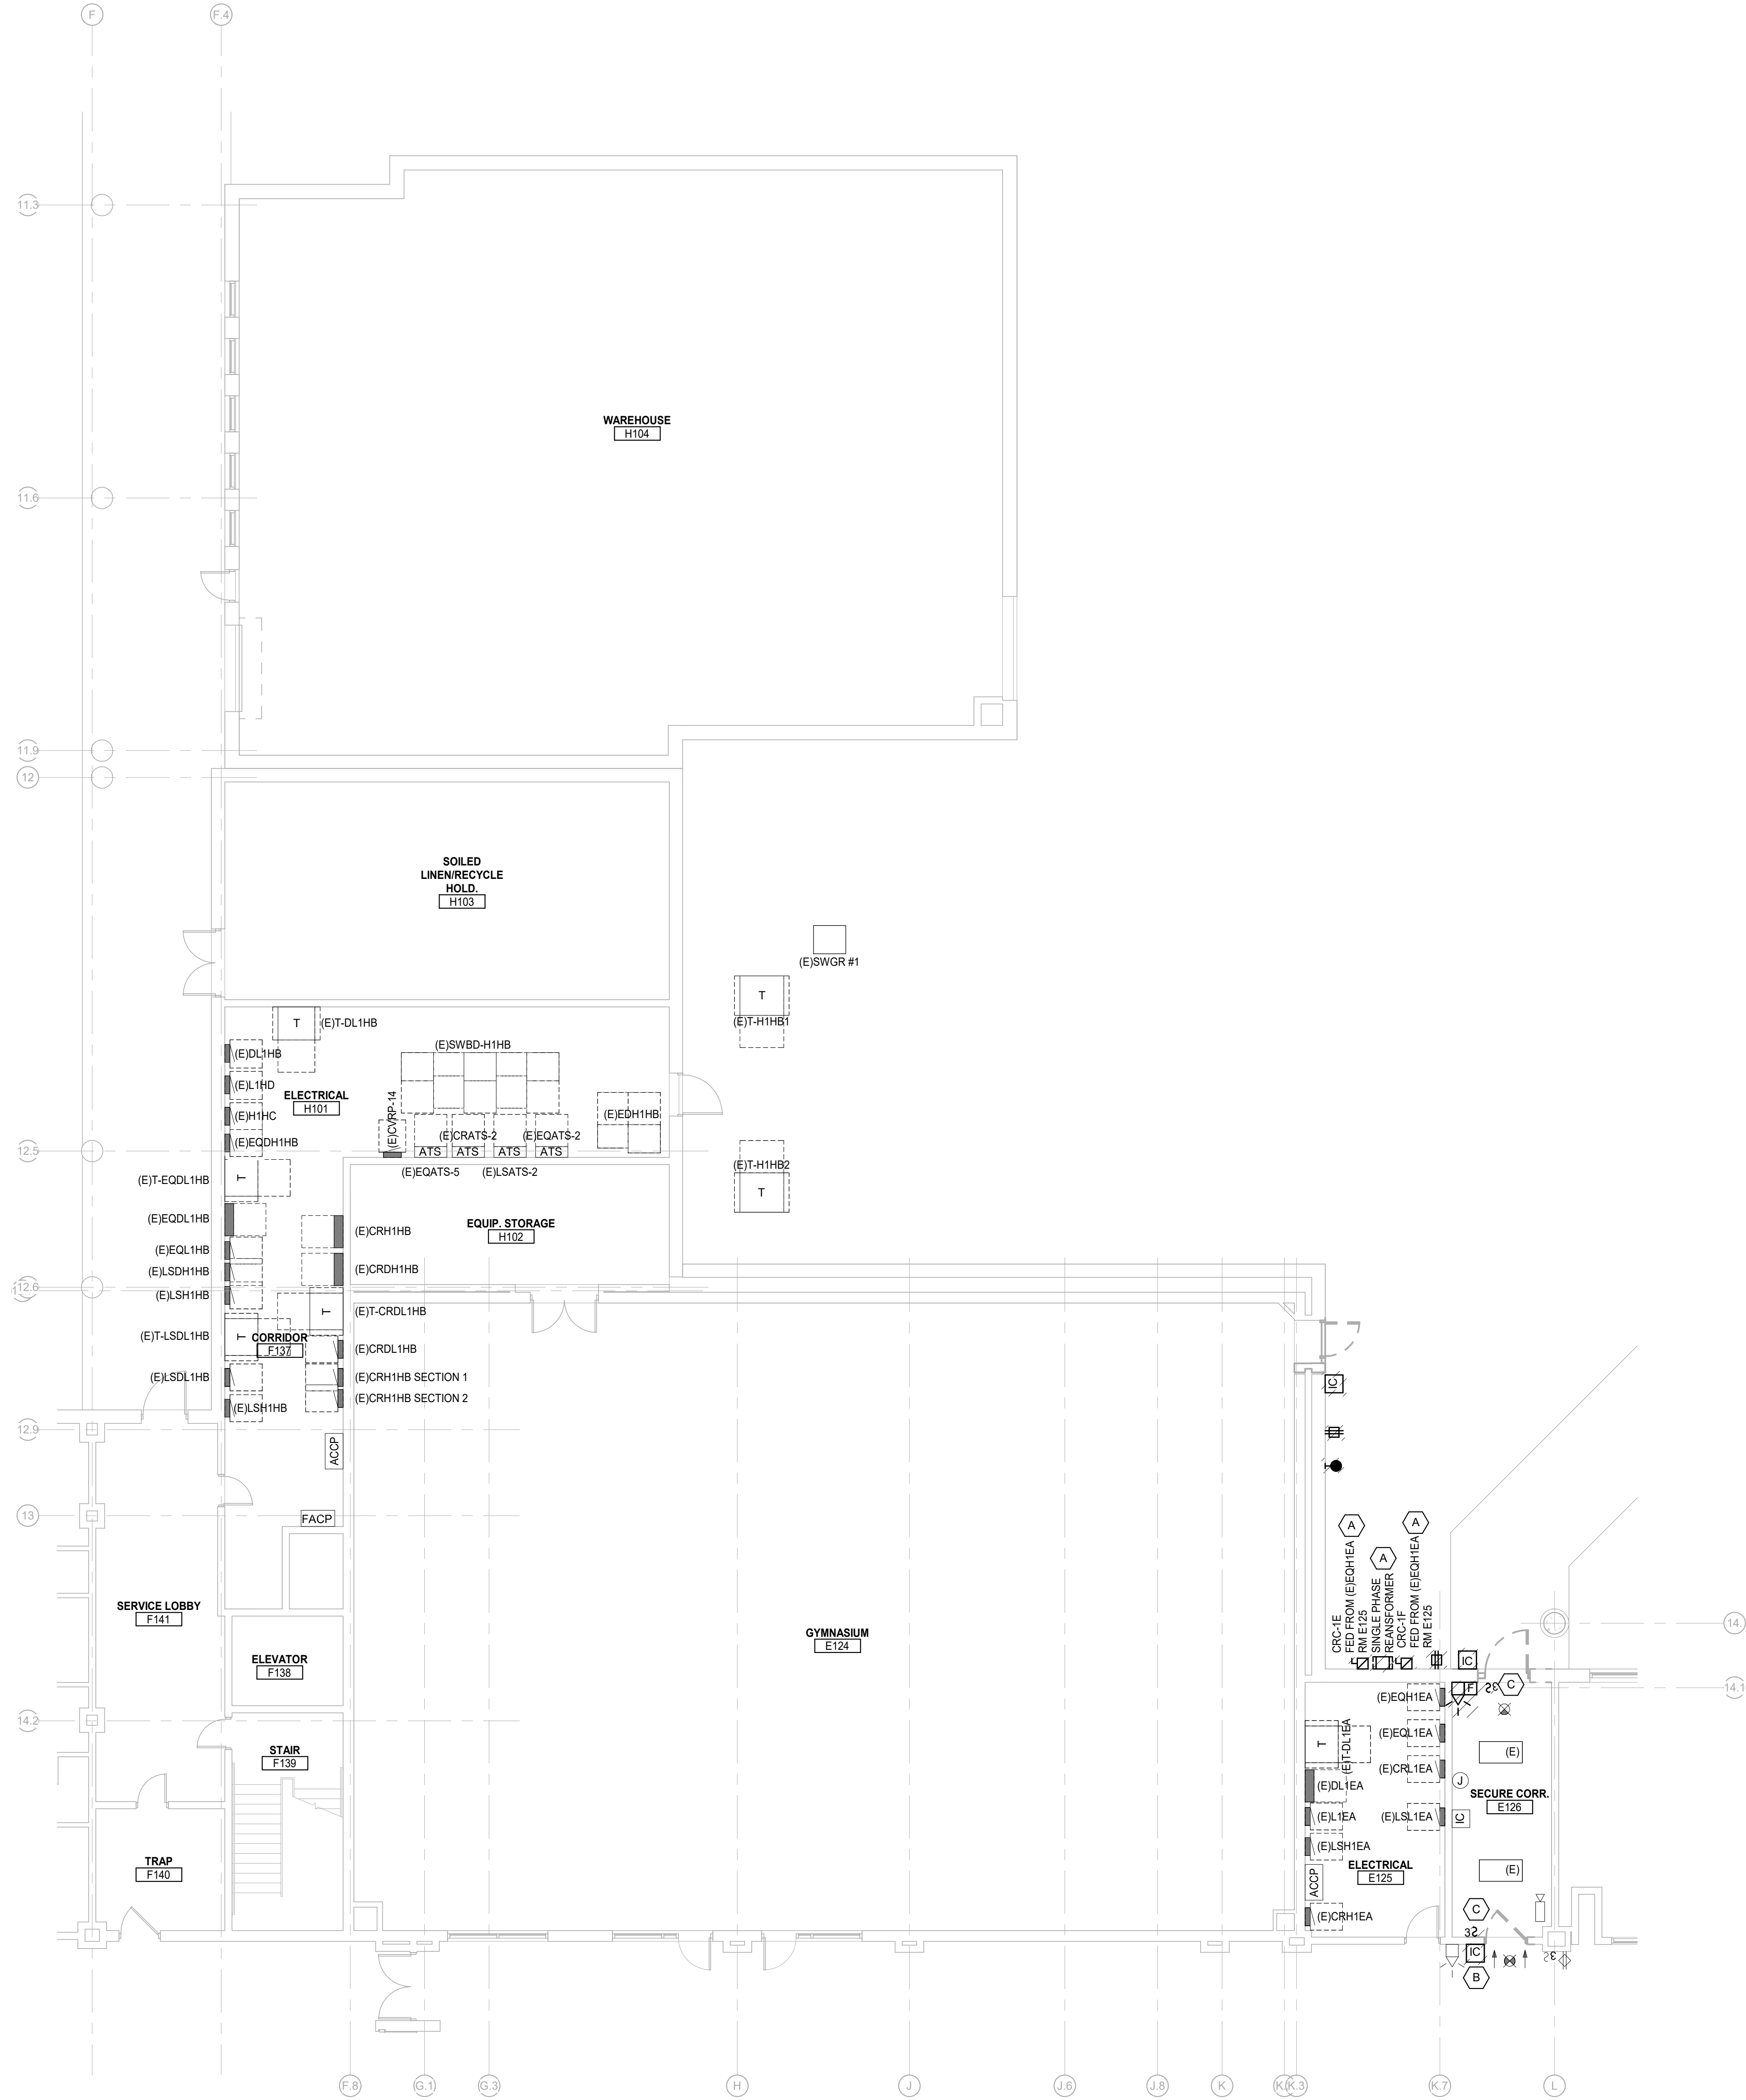 F
F.4
11.3
WAREHOUSE
H104
11.6
11.9
12
SOILED
LINEN/RECYCLE
HOLD.
H103
(E)SWGR #1
T
(E)T-H1HB1
T
(E)T-DL1HB
(E)DL1HB
(E)SWBD-H1HB
(E)L1HD
ELECTRICAL
H101
(E)H1HC
(E)CVRP-14
(E)EDH1HB
(E)EQDH1HB
(E)CRATS-2
(E)EQATS-2
ATS
ATS
ATS
ATS
12.5
(E)EQATS-5
(E)LSATS-2
(E)T-H1HB2
T
(E)T-EQDL1HB
T
(E)EQDL1HB
(E)CRH1HB
EQUIP. STORAGE
H102
(E)EQL1HB
(E)LSDH1HB
(E)CRDH1HB
12.6
(E)LSH1HB
T
(E)T-CRDL1HB
(E)T-LSDL1HB
T
CORRIDOR
F137
(E)CRDL1HB
(E)LSDL1HB
(E)CRH1HB SECTION 1
(E)CRH1HB SECTION 2
(E)LSH1HB
IC
12.9
ACCP
13
FACP
A
A
A
CRC-1E
FED FROM (E)EQH1EA
RM E125
SINGLE PHASE
REANSFORMER
CRC-1F
FED FROM (E)EQH1EA
RM E125
SERVICE LOBBY
F141
GYMNASIUM
E124
14.
ELEVATOR
F138
IC
14.1
(E)EQH1EA
F
32
C
14.2
(E)EQL1EA
STAIR
F139
T
(E)T-DL1EA
(E)
(E)CRL1EA
J
(E)DL1EA
SECURE CORR.
E126
(E)L1EA
(E)LSL1EA
IC
(E)LSH1EA
TRAP
F140
ELECTRICAL
E125
(E)
ACCP
(E)CRH1EA
C
32
IC
32
B
F.8
G.1
G.3
H
J
J.6
J.8
K
K.3
K.7
L